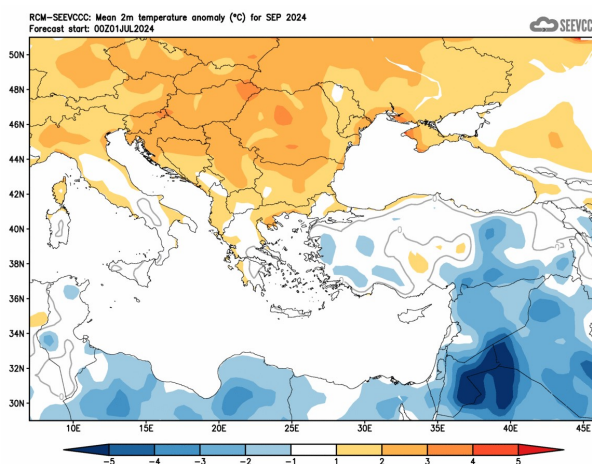 RCM-SEEVCCC: Mean 2m temperature anomaly (°C) for SEP 2024
Forecast start: 00Z01JUL2024
SEEVCC
50N
48N
46N
44N
42N
40N
38N
36N
34N
32N
30N
10E 15E 20E 25E 30E 35E 40E 45E
-5 -4 -3 -2 -1 1 2 3 4 5